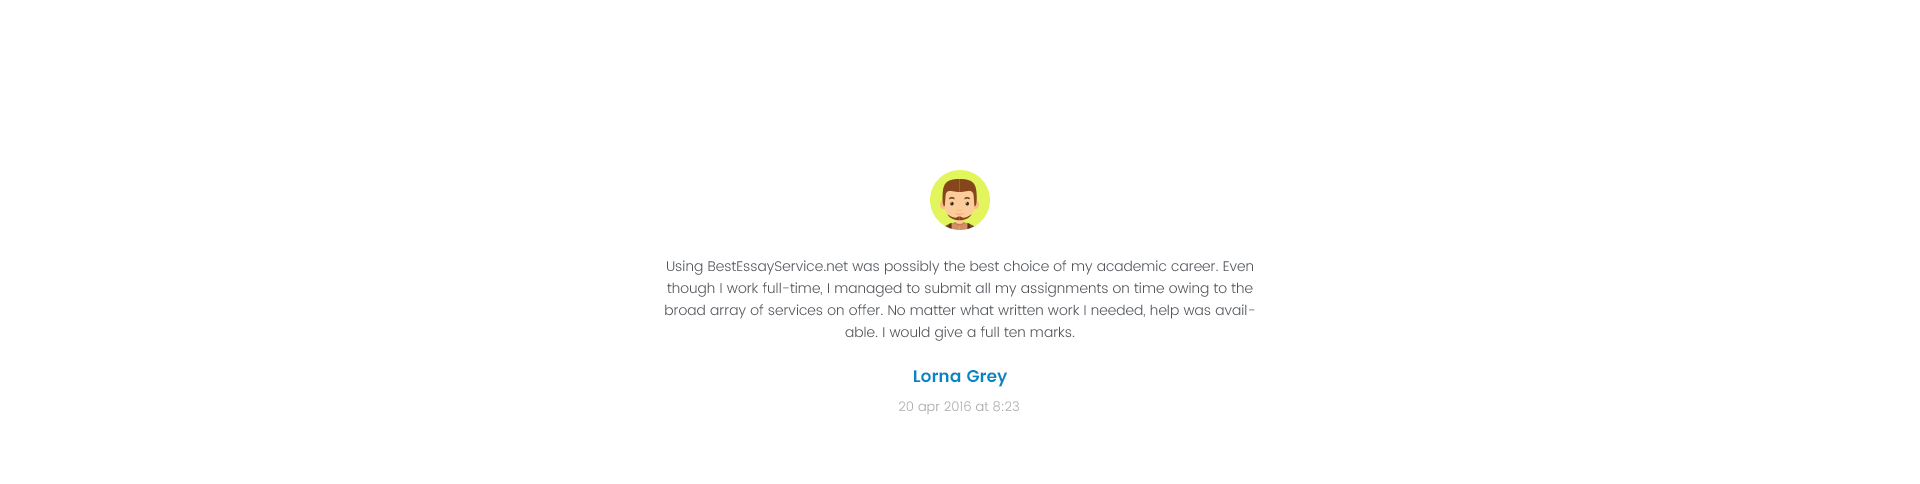 Using BestEssayService.net was possibly the best choice of my academic career. Even
though I work full-time, I managed to submit all my assignments on time owing to the
broad array of services on offer. No matter what written work I needed, help was avail-
able. I would give a full ten marks.
Lorna Grey
20 apr 2016 at 8:23